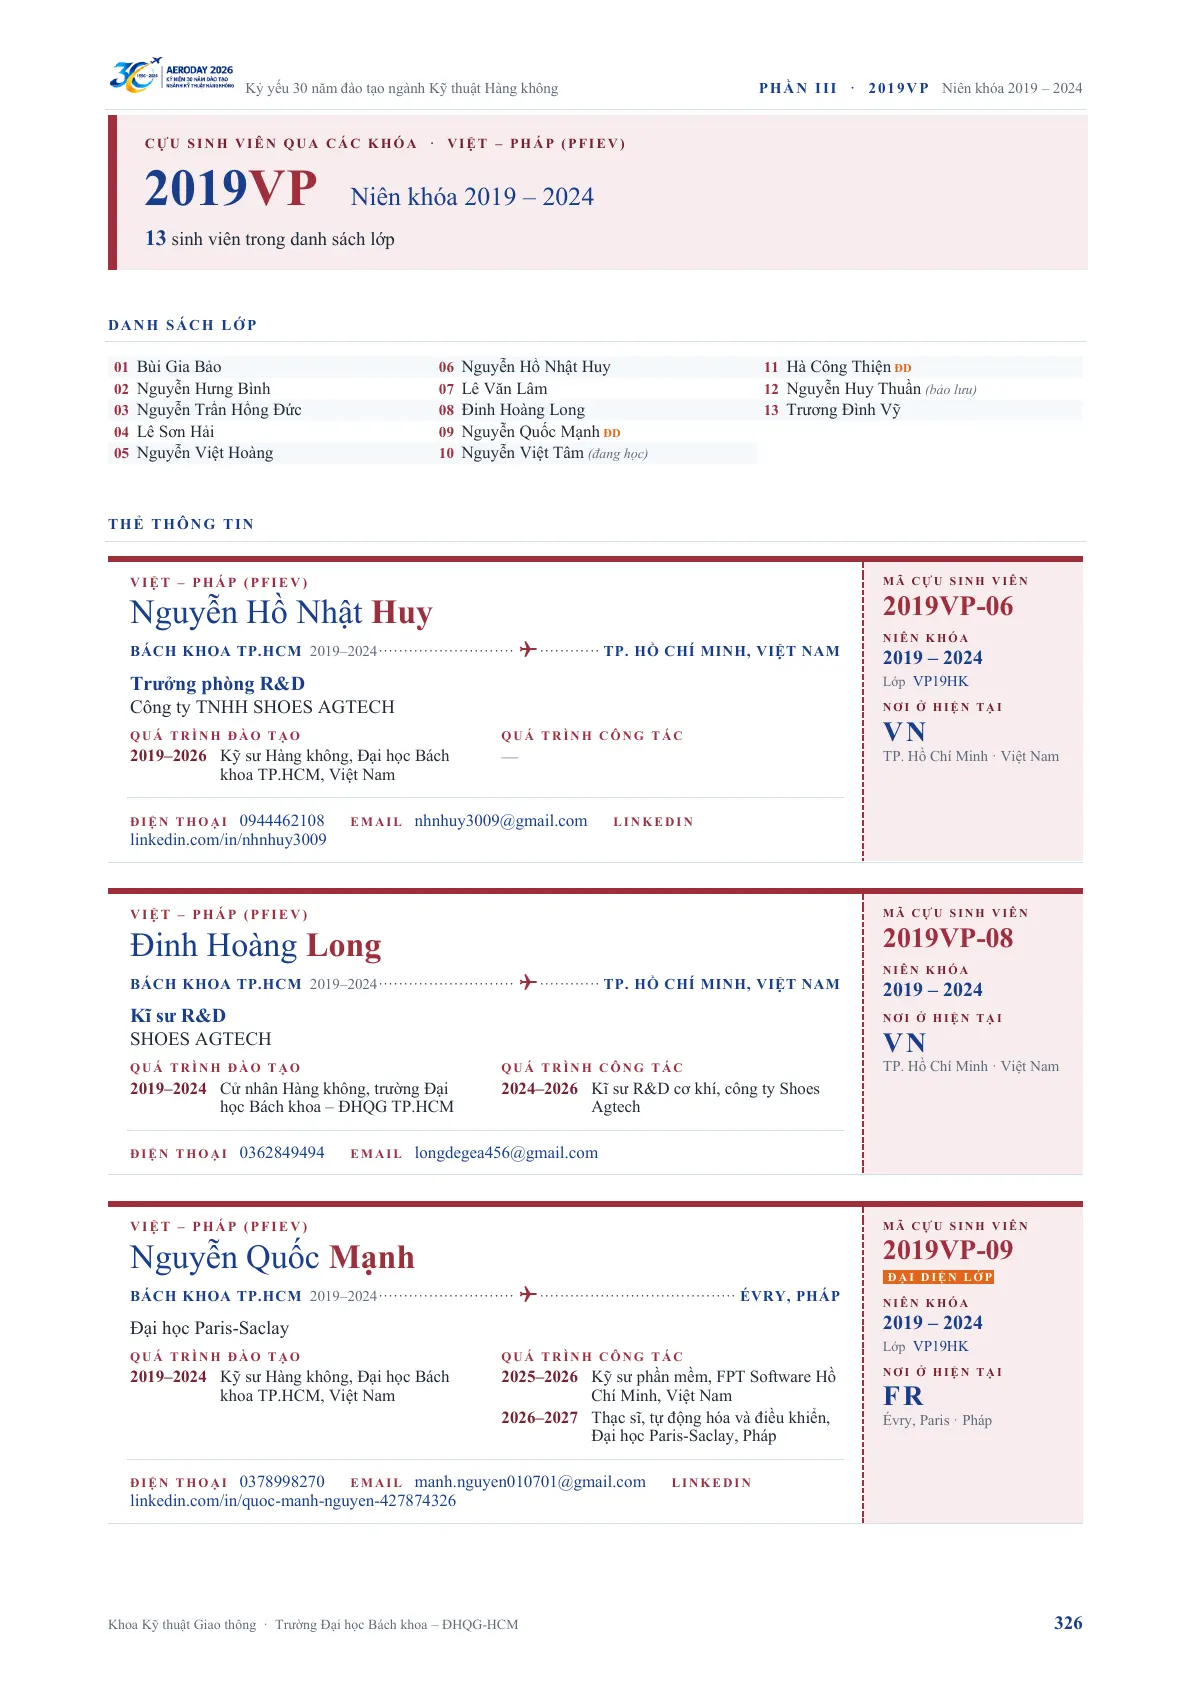 AERODAY 2026
KỶ NIỆM 30 NĂM ĐÀO TẠO
NGÀNH KỸ THUẬT HÀNG KHÔNG
Kỷ yếu 30 năm đào tạo ngành Kỹ thuật Hàng không
PHẦN III · 2019VP Niên khóa 2019 – 2024
CỰU SINH VIÊN QUA CÁC KHÓA · VIỆT – PHÁP (PFIEV)
2019VP Niên khóa 2019 – 2024
13 sinh viên trong danh sách lớp
DANH SÁCH LỚP
01 Bùi Gia Bảo
02 Nguyễn Hưng Bình
03 Nguyễn Trần Hồng Đức
04 Lê Sơn Hải
05 Nguyễn Việt Hoàng
06 Nguyễn Hồ Nhật Huy
07 Lê Văn Lâm
08 Đinh Hoàng Long
09 Nguyễn Quốc Mạnh ĐD
10 Nguyễn Việt Tâm (đang học)
11 Hà Công Thiện ĐD
12 Nguyễn Huy Thuần (bảo lưu)
13 Trương Đình Vỹ
THẺ THÔNG TIN
VIỆT – PHÁP (PFIEV)
Nguyễn Hồ Nhật Huy
BÁCH KHOA TP.HCM 2019–2024 TP. HỒ CHÍ MINH, VIỆT NAM
Trưởng phòng R&D
Công ty TNHH SHOES AGTECH
QUÁ TRÌNH ĐÀO TẠO
2019–2026 Kỹ sư Hàng không, Đại học Bách
khoa TP.HCM, Việt Nam
QUÁ TRÌNH CÔNG TÁC
—
ĐIỆN THOẠI 0944462108 EMAIL nhnhuy3009@gmail.com LINKEDIN
linkedin.com/in/nhnhuy3009
MÃ CỰU SINH VIÊN
2019VP-06
NIÊN KHÓA
2019 – 2024
Lớp VP19HK
NƠI Ở HIỆN TẠI
VN
TP. Hồ Chí Minh · Việt Nam
VIỆT – PHÁP (PFIEV)
Đinh Hoàng Long
BÁCH KHOA TP.HCM 2019–2024 TP. HỒ CHÍ MINH, VIỆT NAM
Kĩ sư R&D
SHOES AGTECH
QUÁ TRÌNH ĐÀO TẠO
2019–2024 Cử nhân Hàng không, trường Đại
học Bách khoa – ĐHQG TP.HCM
QUÁ TRÌNH CÔNG TÁC
2024–2026 Kĩ sư R&D cơ khí, công ty Shoes
Agtech
ĐIỆN THOẠI 0362849494 EMAIL longdegea456@gmail.com
MÃ CỰU SINH VIÊN
2019VP-08
NIÊN KHÓA
2019 – 2024
NƠI Ở HIỆN TẠI
VN
TP. Hồ Chí Minh · Việt Nam
VIỆT – PHÁP (PFIEV)
Nguyễn Quốc Mạnh
BÁCH KHOA TP.HCM 2019–2024 ÉVRY, PHÁP
Đại học Paris-Saclay
QUÁ TRÌNH ĐÀO TẠO
2019–2024 Kỹ sư Hàng không, Đại học Bách
khoa TP.HCM, Việt Nam
QUÁ TRÌNH CÔNG TÁC
2025–2026 Kỹ sư phần mềm, FPT Software Hồ
Chí Minh, Việt Nam
2026–2027 Thạc sĩ, tự động hóa và điều khiển,
Đại học Paris-Saclay, Pháp
ĐIỆN THOẠI 0378998270 EMAIL manh.nguyen010701@gmail.com LINKEDIN
linkedin.com/in/quoc-manh-nguyen-427874326
MÃ CỰU SINH VIÊN
2019VP-09
ĐẠI DIỆN LỚP
NIÊN KHÓA
2019 – 2024
Lớp VP19HK
NƠI Ở HIỆN TẠI
FR
Évry, Paris · Pháp
Khoa Kỹ thuật Giao thông · Trường Đại học Bách khoa – ĐHQG-HCM
326